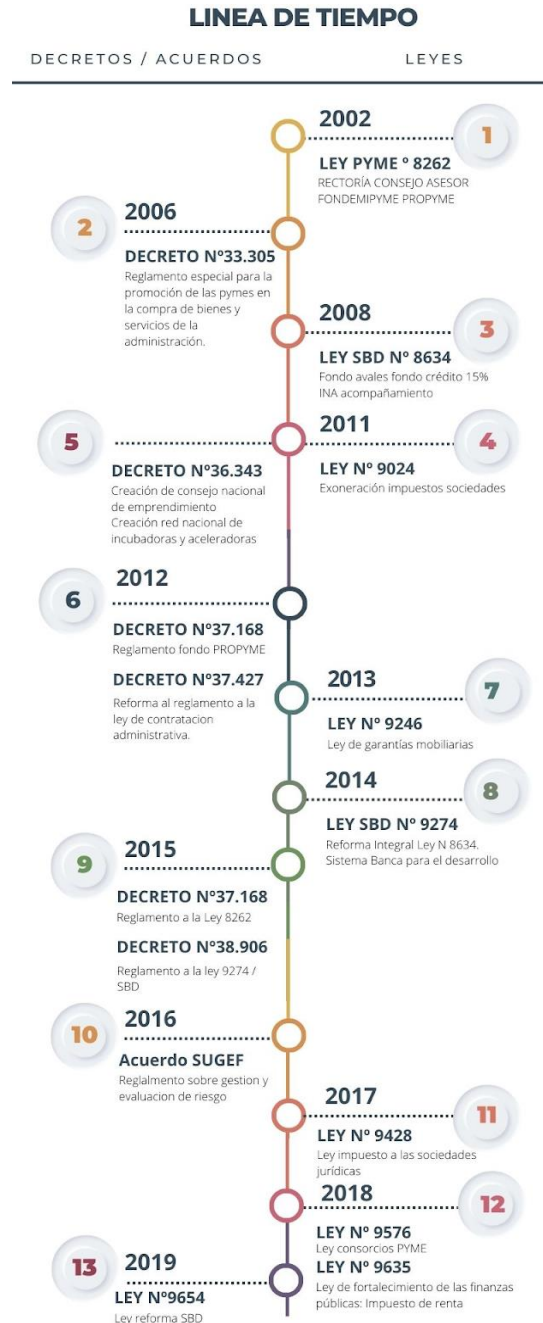 LINEA DE TIEMPO
DECRETOS / ACUERDOS
LEYES
2002
1
LEY PYME º 8262
RECTORÍA CONSEJO ASESOR
FONDEMIPYME PROPYME
2
2006
DECRETO Nº33.305
Reglamento especial para la
promoción de las pymes en
la compra de bienes y
servicios de la
administración.
2008
3
LEY SBD Nº 8634
Fondo avales fondo crédito 15%
INA acompañamiento
2011
4
LEY Nº 9024
Exoneración impuestos sociedades
5
DECRETO Nº36.343
Creación de consejo nacional
de emprendimiento
Creación red nacional de
incubadoras y aceleradoras
2012
6
DECRETO Nº37.168
Reglamento fondo PROPYME
DECRETO Nº37.427
Reforma al reglamento a la
ley de contratacion
administrativa.
2013
7
LEY Nº 9246
Ley de garantías mobiliarias
2014
8
LEY SBD Nº 9274
Reforma Integral Ley N 8634.
Sistema Banca para el desarrollo
2015
9
DECRETO Nº37.168
Reglamento a la Ley 8262
DECRETO Nº38.906
Reglamento a la ley 9274 /
SBD
2016
10
Acuerdo SUGEF
Reglalmento sobre gestion y
evaluacion de riesgo
2017
11
LEY Nº 9428
Ley impuesto a las sociedades
jurídicas
2018
12
LEY Nº 9576
Ley consorcios PYME
LEY Nº 9635
Ley de fortalecimiento de las finanzas
públicas: Impuesto de renta
13
2019
LEY Nº9654
Ley reforma SBD